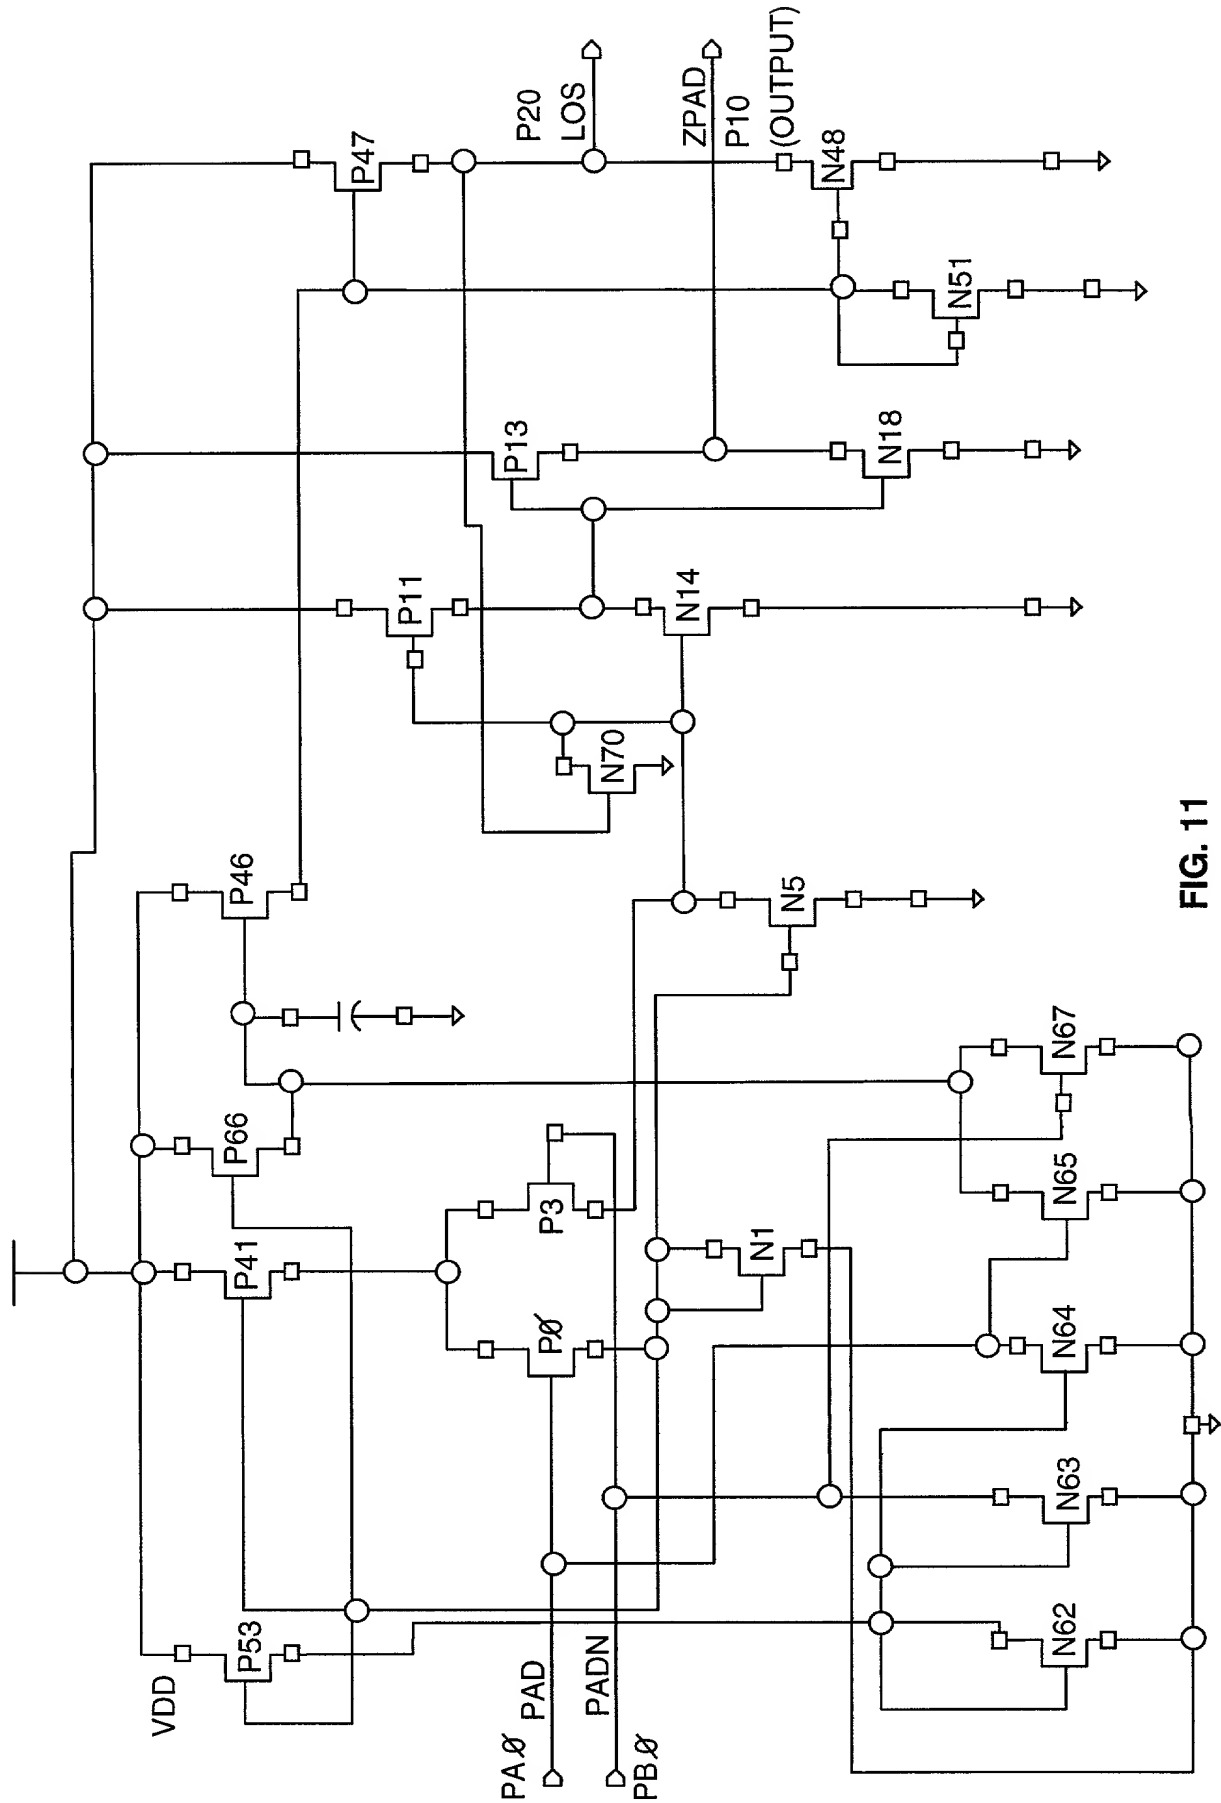 VDD
P53
P41
P66
P46
P47
P20
LOS
ZPAD
P10
(OUTPUT)
N48
N51
P13
N18
P11
N14
N70
N5
P3
PØ
N1
PAØ
PAD
PADN
PBØ
N62
N63
N64
N65
N67
FIG. 11